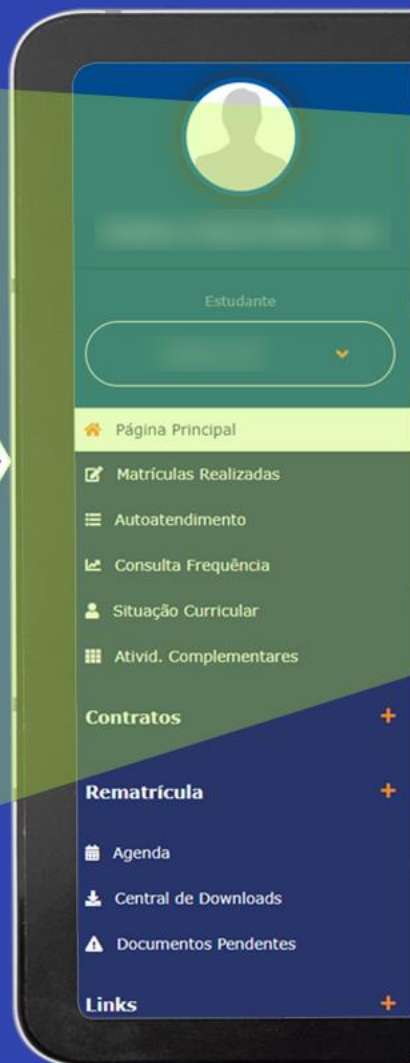 Estudante
Página Principal
Matrículas Realizadas
Autoatendimento
Consulta Frequência
Situação Curricular
Ativid. Complementares
Contratos +
Rematrícula +
Agenda
Central de Downloads
Documentos Pendentes
Links +